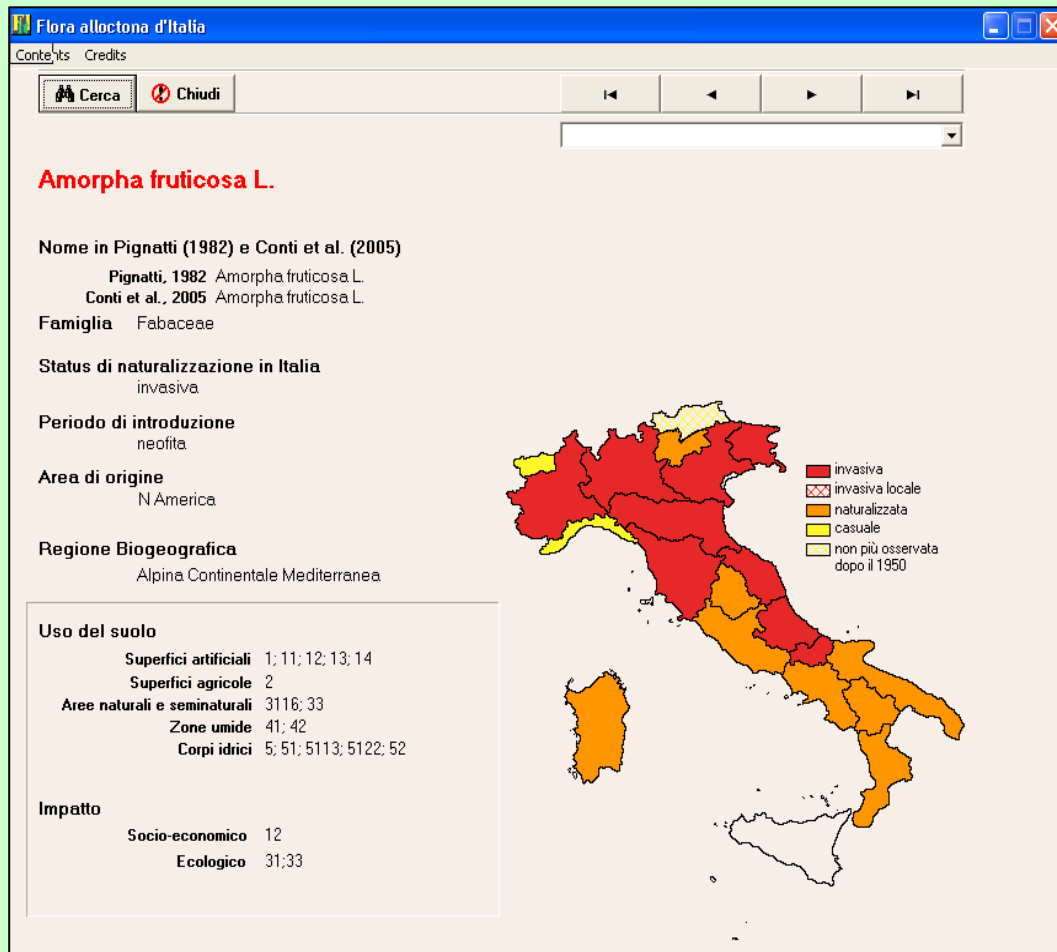 Flora alloctona d'Italia
Contents Credits
Cerca Chiudi
Amorpha fruticosa L.
Nome in Pignatti (1982) e Conti et al. (2005)
Pignatti, 1982 Amorpha fruticosa L.
Conti et al., 2005 Amorpha fruticosa L.
Famiglia Fabaceae
Status di naturalizzazione in Italia
invasiva
Periodo di introduzione
neofita
Area di origine
N America
Regione Biogeografica
Alpina Continentale Mediterranea
Uso del suolo
Superfici artificiali 1; 11; 12; 13; 14
Superfici agricole 2
Aree naturali e seminaturali 3116; 33
Zone umide 41; 42
Corpi idrici 5; 51; 5113; 5122; 52
Impatto
Socio-economico 12
Ecologico 31;33
invasiva
invasiva locale
naturalizzata
casuale
non più osservata
dopo il 1950